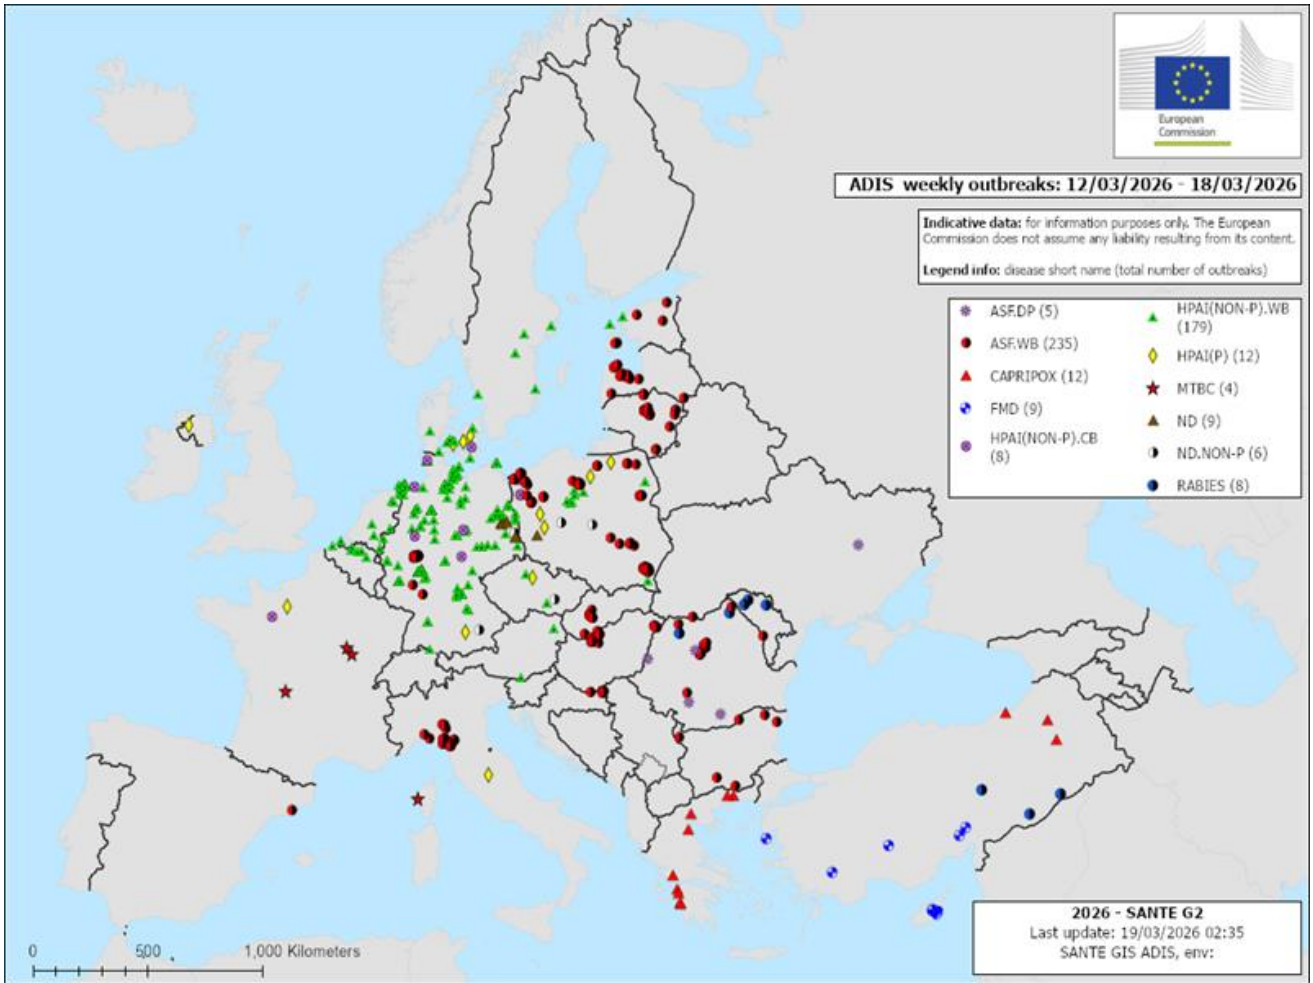 European
Commission
ADIS weekly outbreaks: 12/03/2026 - 18/03/2026
Indicative data: for information purposes only. The European
Commission does not assume any liability resulting from its content.
Legend info: disease short name (total number of outbreaks)
ASF.DP (5)
ASF.WB (235)
CAPRIPOX (12)
FMD (9)
HPAI(NON-P).CB
(8)
HPAI(NON-P).WB
(179)
HPAI(P) (12)
MTBC (4)
ND (9)
ND.NON-P (6)
RABIES (8)
2026 - SANTE G2
Last update: 19/03/2026 02:35
SANTE GIS ADIS, env:
0 500 1,000 Kilometers